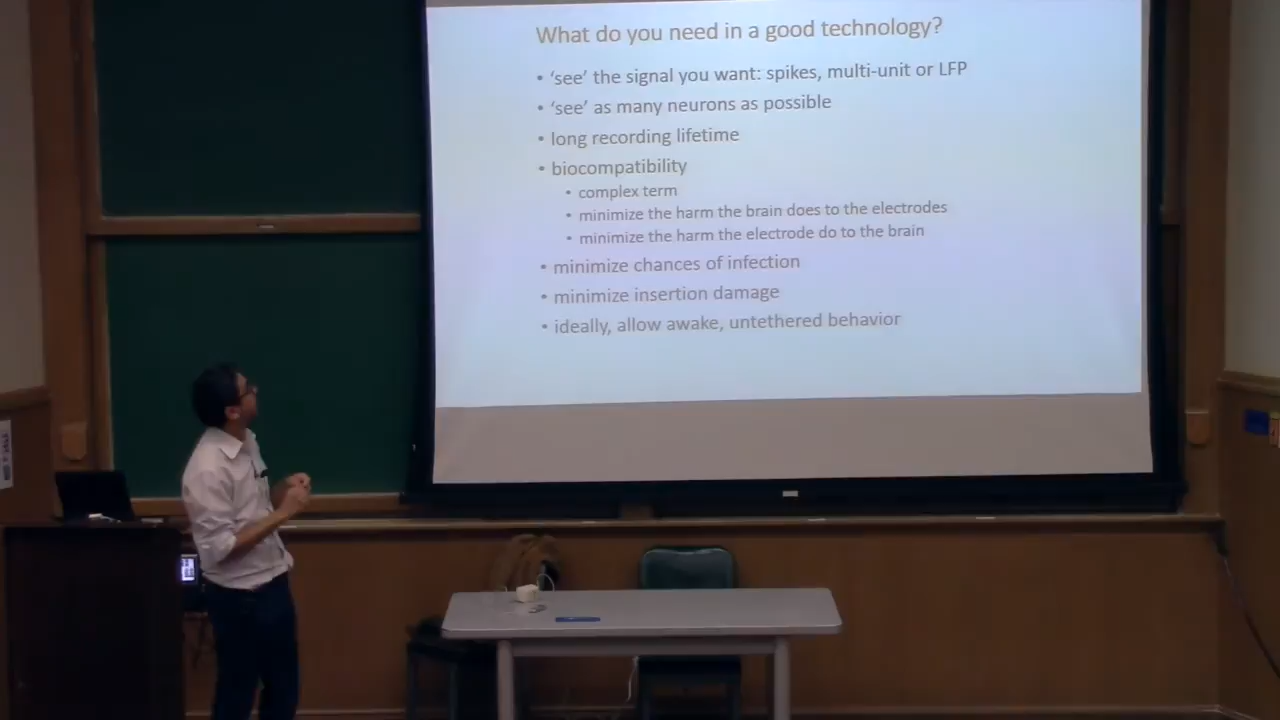 What do you need in a good technology?
• 'see' the signal you want: spikes, multi-unit or LFP
• 'see' as many neurons as possible
• long recording lifetime
• biocompatibility
• complex term
• minimize the harm the brain does to the electrodes
• minimize the harm the electrode do to the brain
• minimize chances of infection
• minimize insertion damage
• ideally, allow awake, untethered behavior